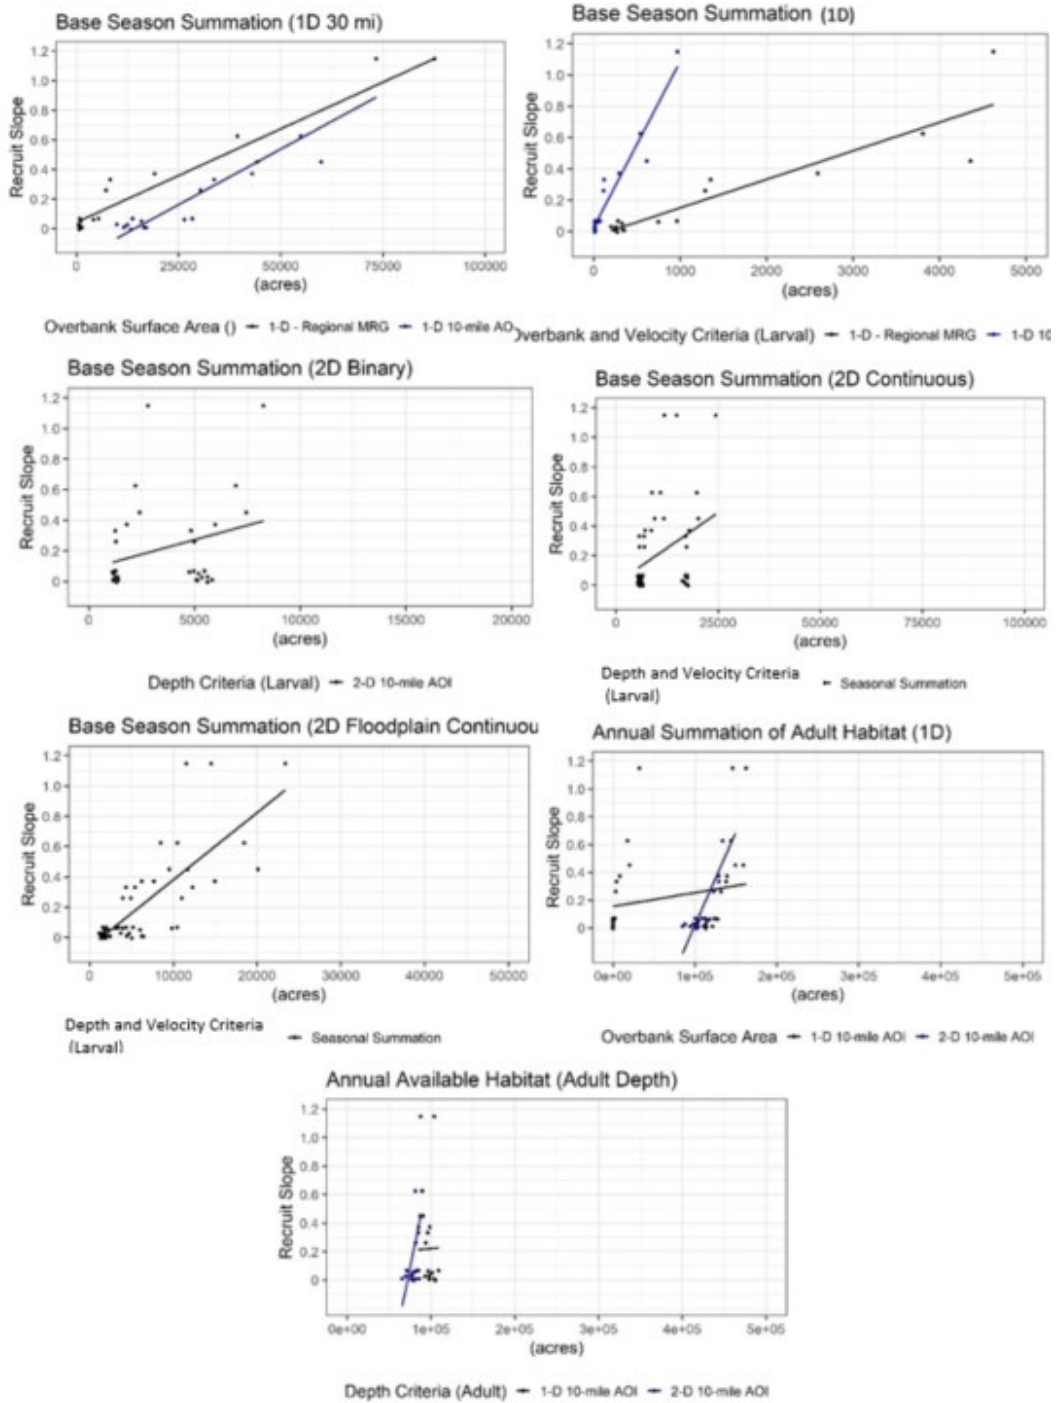 Base Season Summation (1D 30 mi)
Recruit Slope
1.2
1.0
0.8
0.6
0.4
0.2
0
0
25000
50000
75000
100000
(acres)
Overbank Surface Area () 1-D - Regional MRG 1-D 10-mile AO
Base Season Summation (1D)
Recruit Slope
1.2
1.0
0.8
0.6
0.4
0.2
0
0
1000
2000
3000
4000
5000
(acres)
Overbank and Velocity Criteria (Larval) 1-D - Regional MRG 1-D 10
Base Season Summation (2D Binary)
Recruit Slope
1.2
1.0
0.8
0.6
0.4
0.2
0
0
5000
10000
15000
20000
(acres)
Depth Criteria (Larval) 2-D 10-mile AOI
Base Season Summation (2D Continuous)
Recruit Slope
1.2
1.0
0.8
0.6
0.4
0.2
0
0
25000
50000
75000
100000
(acres)
Depth and Velocity Criteria
(Larval)
Seasonal Summation
Base Season Summation (2D Floodplain Continuou
Recruit Slope
1.2
1.0
0.8
0.6
0.4
0.2
0
0
10000
20000
30000
40000
50000
(acres)
Depth and Velocity Criteria
(Larval)
Seasonal Summation
Annual Summation of Adult Habitat (1D)
Recruit Slope
1.2
1.0
0.8
0.6
0.4
0.2
0
0e+00
1e+05
2e+05
3e+05
4e+05
5e+05
(acres)
Overbank Surface Area 1-D 10-mile AOI 2-D 10-mile AOI
Annual Available Habitat (Adult Depth)
Recruit Slope
1.2
1.0
0.8
0.6
0.4
0.2
0
0e+00
1e+05
2e+05
3e+05
4e+05
5e+05
(acres)
Depth Criteria (Adult) 1-D 10-mile AOI 2-D 10-mile AOI